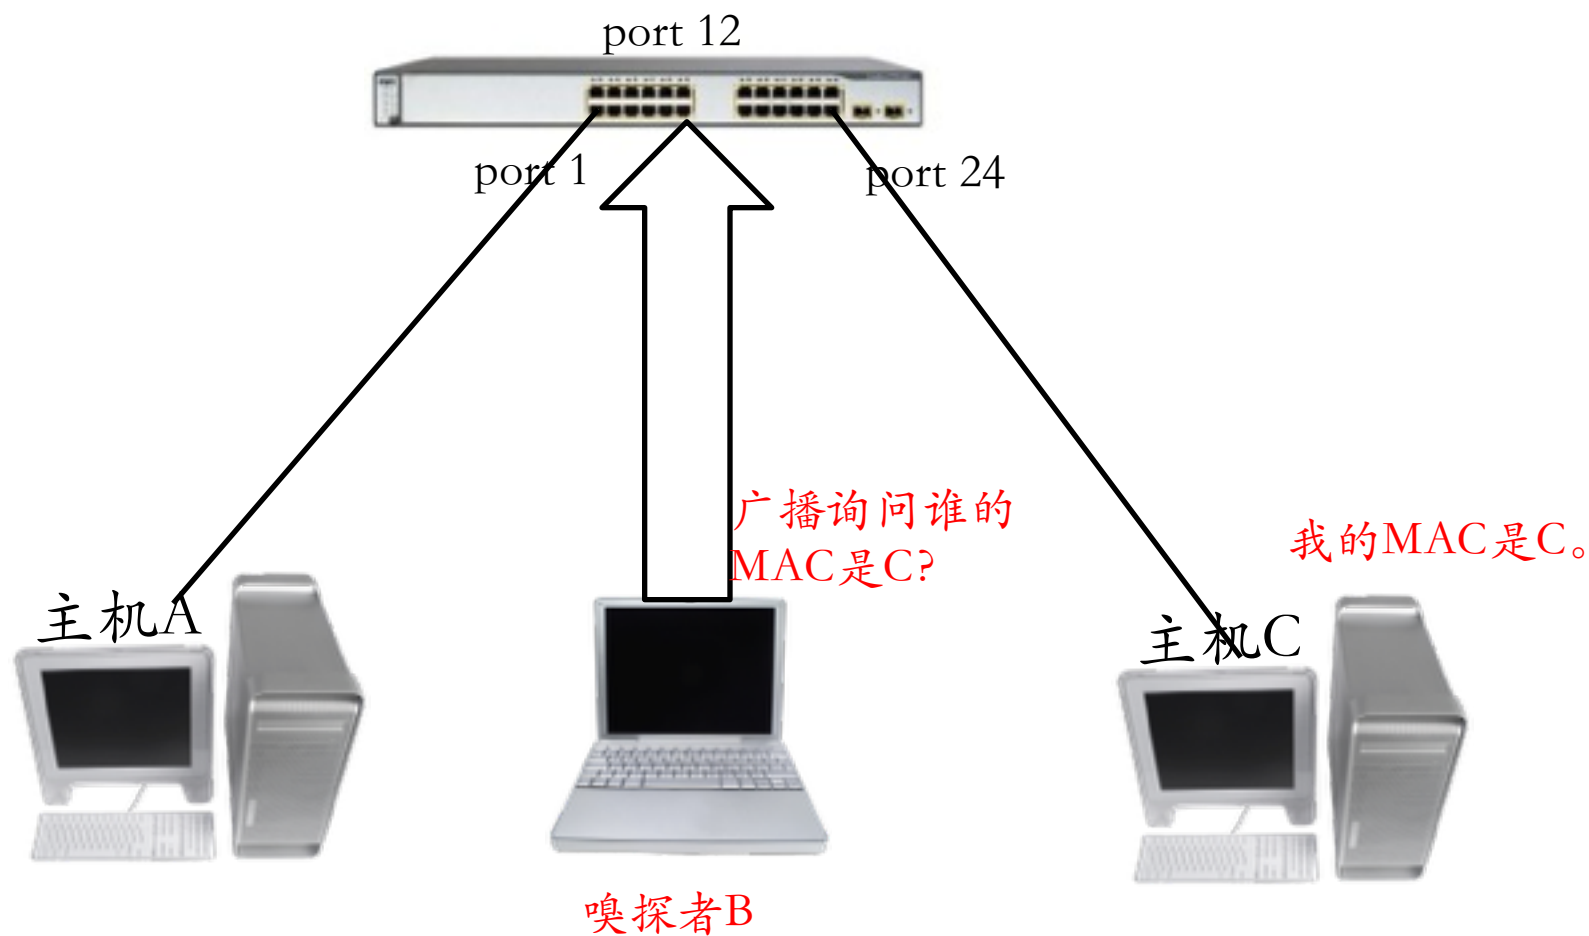 port 12
port 1
port 24
广播询问谁的
MAC是C?
我的MAC是C。
主机A
主机C
嗅探者B